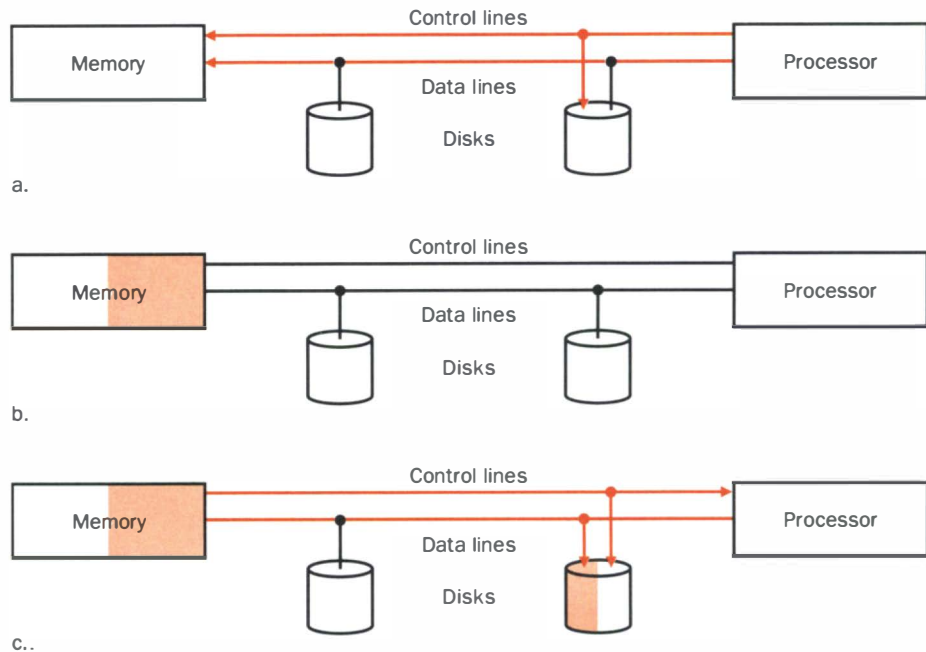 Control lines
Memory
Processor
Data lines
Disks
a.
Control lines
Memory
Processor
Data lines
Disks
b.
Control lines
Memory
Processor
Data lines
Disks
c..